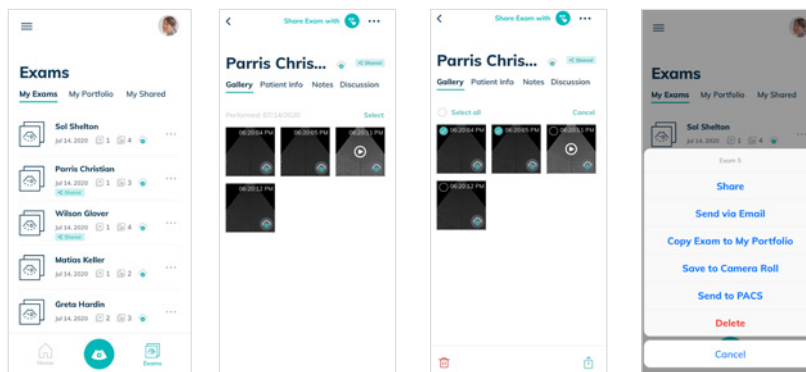 Exams
My Exams My Portfolio My Shared
Sol Shelton
Jul 14, 2020 1 4
Parris Christian
Jul 14, 2020 1 3
Shared
Wilson Glover
Jul 14, 2020 1 4
Shared
Matias Keller
Jul 14, 2020 1 2
Greta Hardin
Jul 14, 2020 2 3
Home Exams
Share Exam with
Parris Chris... Shared
Gallery Patient Info Notes Discussion
Performed: 07/14/2020 Select
06:20:04 PM 06:20:05 PM 06:20:11 PM
06:20:12 PM
Share Exam with
Parris Chris... Shared
Gallery Patient Info Notes Discussion
Select all Cancel
06:20:04 PM 06:20:05 PM 06:20:11 PM
06:20:12 PM
Exams
My Exams My Portfolio My Shared
Sol Shelton
Jul 14, 2020 1 4
Exam 5
Share
Send via Email
Copy Exam to My Portfolio
Save to Camera Roll
Send to PACS
Delete
Cancel